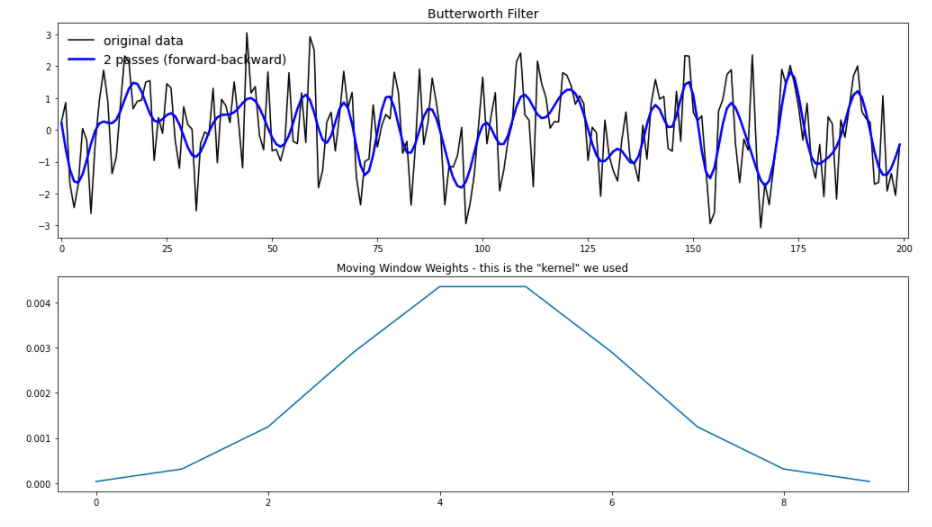 Butterworth Filter
3
2
1
0
−1
−2
−3
original data
2 passes (forward-backward)
0 25 50 75 100 125 150 175 200
Moving Window Weights - this is the "kernel" we used
0.004
0.003
0.002
0.001
0.000
0 2 4 6 8